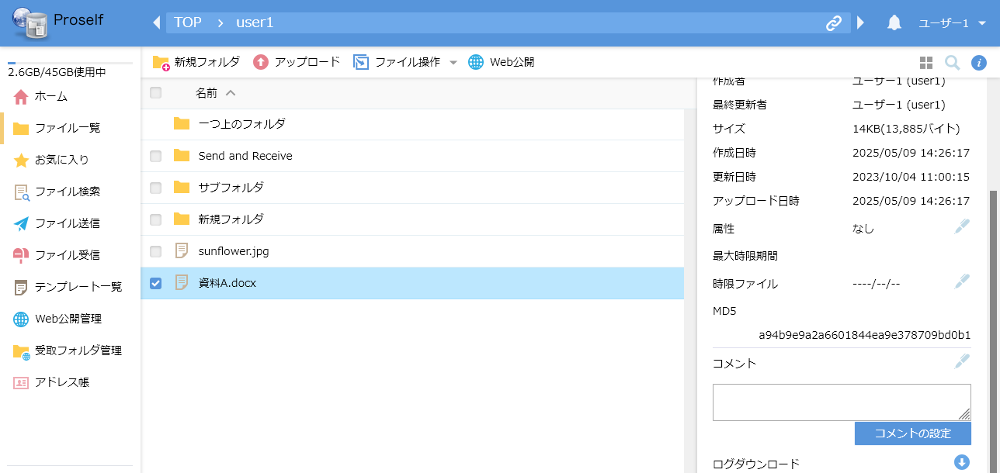 Proself
TOP > user1
ユーザー1
2.6GB/45GB使用中
ホーム
ファイル一覧
お気に入り
ファイル検索
ファイル送信
ファイル受信
テンプレート一覧
Web公開管理
受取フォルダ管理
アドレス帳
新規フォルダ アップロード ファイル操作 Web公開
名前
一つ上のフォルダ
Send and Receive
サブフォルダ
新規フォルダ
sunflower.jpg
資料A.docx
作成者 ユーザー1 (user1)
最終更新者 ユーザー1 (user1)
サイズ 14KB(13,885バイト)
作成日時 2025/05/09 14:26:17
更新日時 2023/10/04 11:00:15
アップロード日時 2025/05/09 14:26:17
属性 なし
最大時限期間
時限ファイル ----/--/--
MD5
a94b9e9a2a6601844ea9e378709bd0b1
コメント
コメントの設定
ログダウンロード